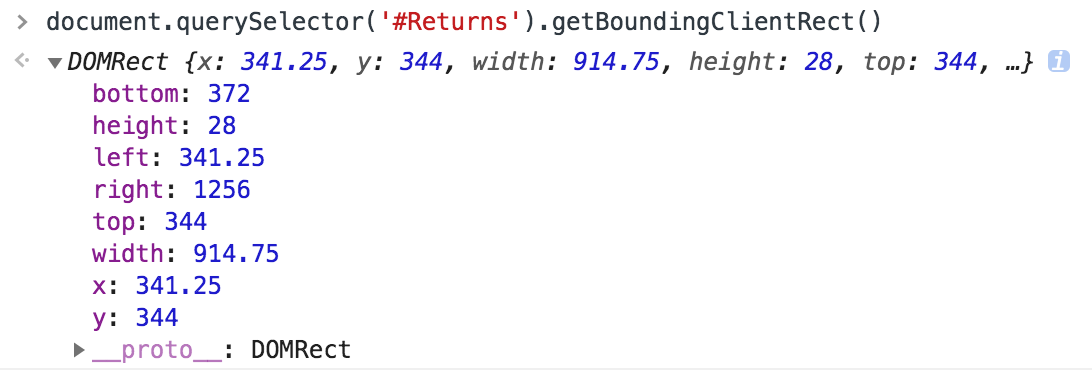 > document.querySelector('#Returns').getBoundingClientRect()
<· ▼DOMRect {x: 341.25, y: 344, width: 914.75, height: 28, top: 344, …} i
bottom: 372
height: 28
left: 341.25
right: 1256
top: 344
width: 914.75
x: 341.25
y: 344
▶__proto__: DOMRect